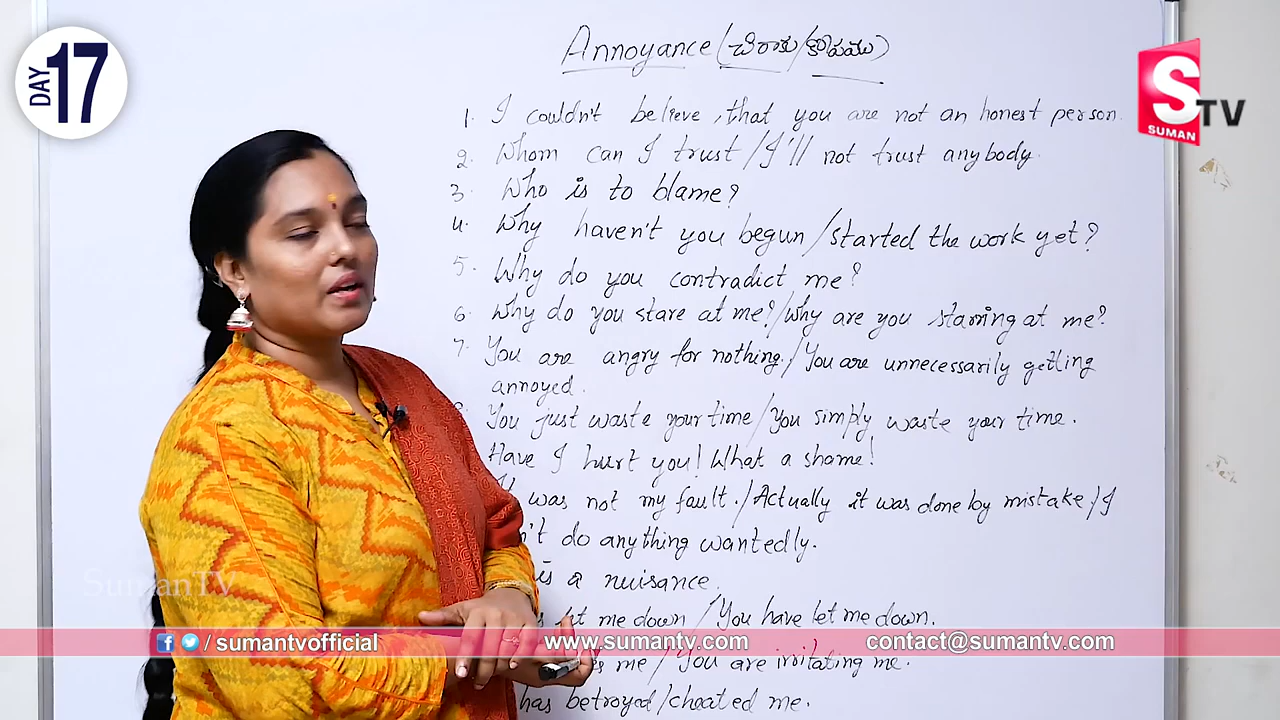 DAY 17
Annoyance (చిరాకు/కోపము)
S TV
SUMAN
1. I couldn't believe, that you are not an honest person.
2. Whom can I trust/I'll not trust anybody.
3. Who is to blame?
4. Why haven't you begun/started the work yet?
5. Why do you contradict me?
6. Why do you stare at me?/Why are you starring at me?
7. You are angry for nothing./You are unnecessarily getting
annoyed.
You just waste your time/You simply waste your time.
Have I hurt you! What a shame!
was not my fault./Actually it was done by mistake/I
do anything wantedly.
is a nuisance.
let me down/You have let me down.
SumanTV
/sumantvofficial
www.sumantv.com
contact@sumantv.com
me/You are irritating me.
has betrayed/cheated me.